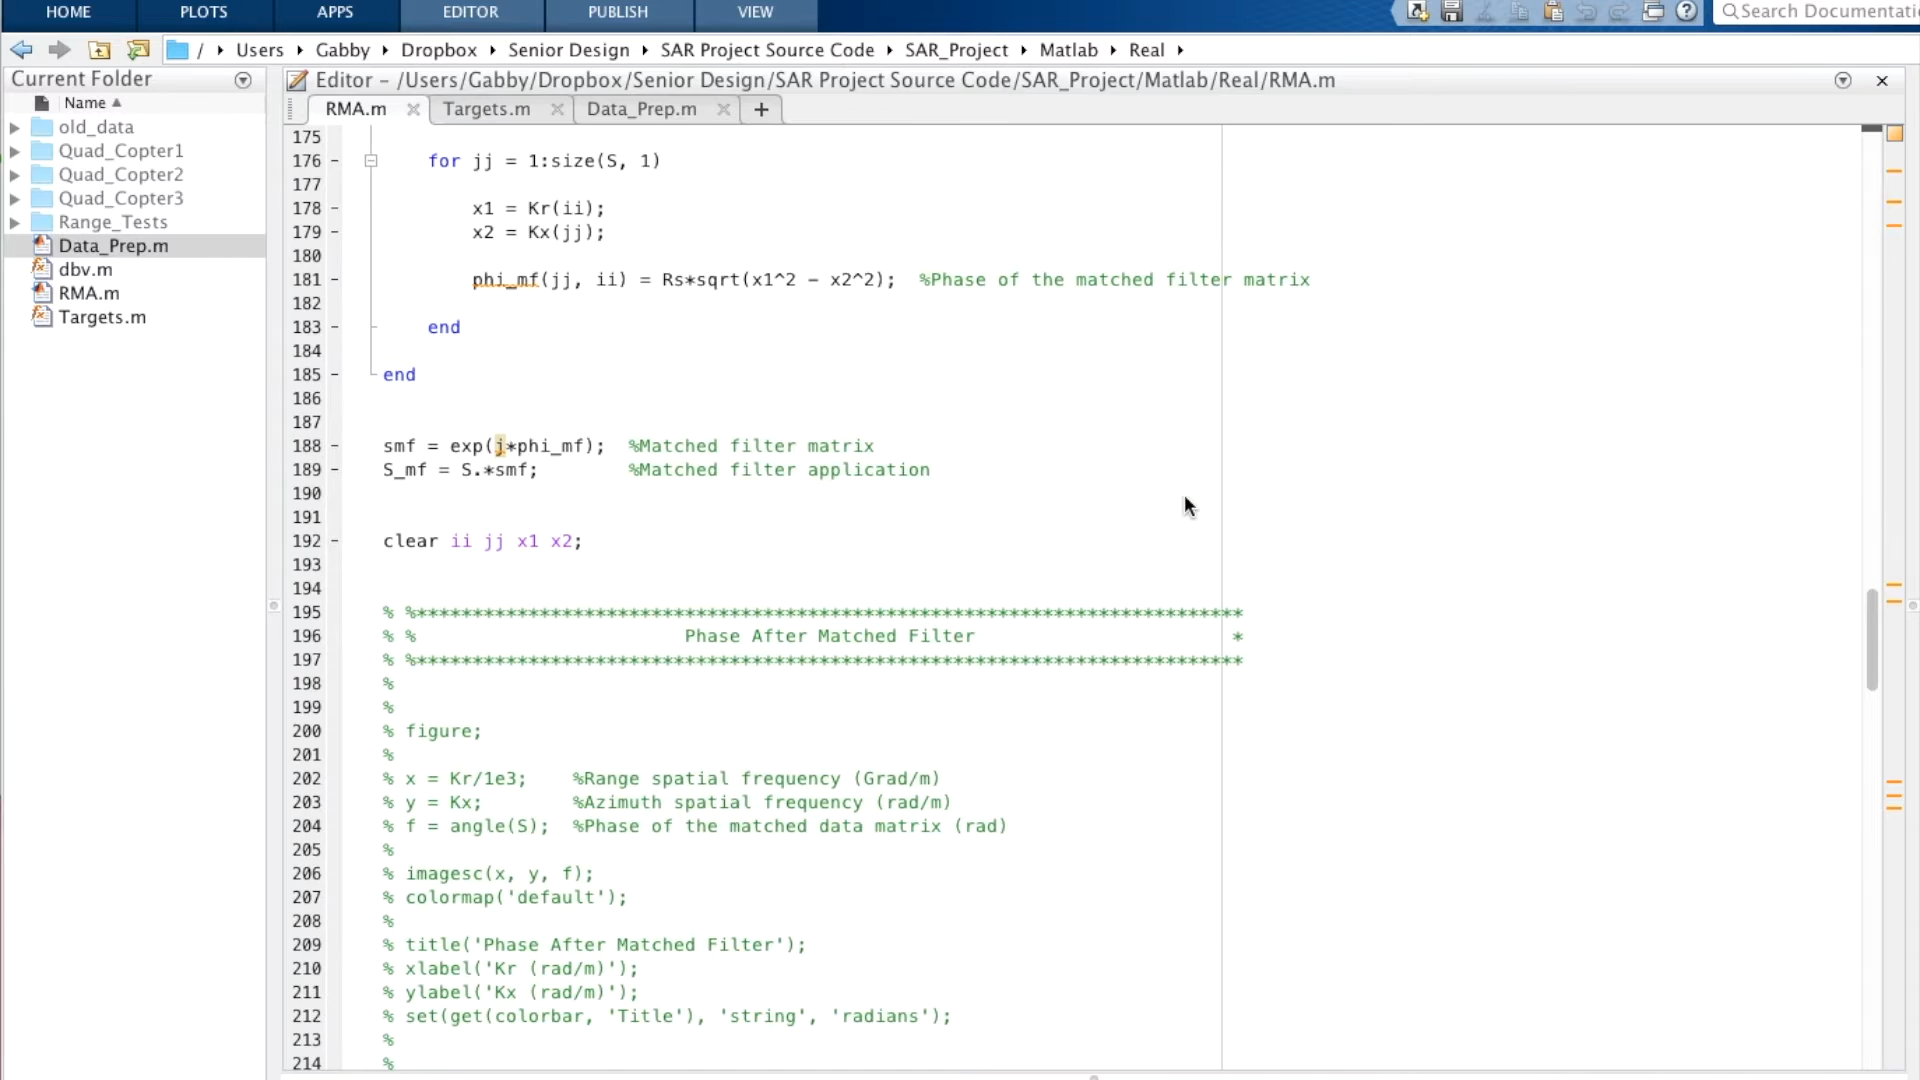 HOME PLOTS APPS EDITOR PUBLISH VIEW Search Documentati
/ Users Gabby Dropbox Senior Design SAR Project Source Code SAR_Project Matlab Real
Current Folder
Name
old_data
Quad_Copter1
Quad_Copter2
Quad_Copter3
Range_Tests
Data_Prep.m
dbv.m
RMA.m
Targets.m
Editor – /Users/Gabby/Dropbox/Senior Design/SAR Project Source Code/SAR_Project/Matlab/Real/RMA.m
RMA.m Targets.m Data_Prep.m +
175
176 – for jj = 1:size(S, 1)
177
178 – x1 = Kr(ii);
179 – x2 = Kx(jj);
180
181 – phi_mf(jj, ii) = Rs*sqrt(x1^2 – x2^2); %Phase of the matched filter matrix
182
183 – end
184
185 – end
186
187
188 – smf = exp(j*phi_mf); %Matched filter matrix
189 – S_mf = S.*smf; %Matched filter application
190
191
192 – clear ii jj x1 x2;
193
194
195 % %**************************************************************************
196 % % Phase After Matched Filter *
197 % %**************************************************************************
198 %
199 %
200 % figure;
201 %
202 % x = Kr/1e3; %Range spatial frequency (Grad/m)
203 % y = Kx; %Azimuth spatial frequency (rad/m)
204 % f = angle(S); %Phase of the matched data matrix (rad)
205 %
206 % imagesc(x, y, f);
207 % colormap('default');
208 %
209 % title('Phase After Matched Filter');
210 % xlabel('Kr (rad/m)');
211 % ylabel('Kx (rad/m)');
212 % set(get(colorbar, 'Title'), 'string', 'radians');
213 %
214 %